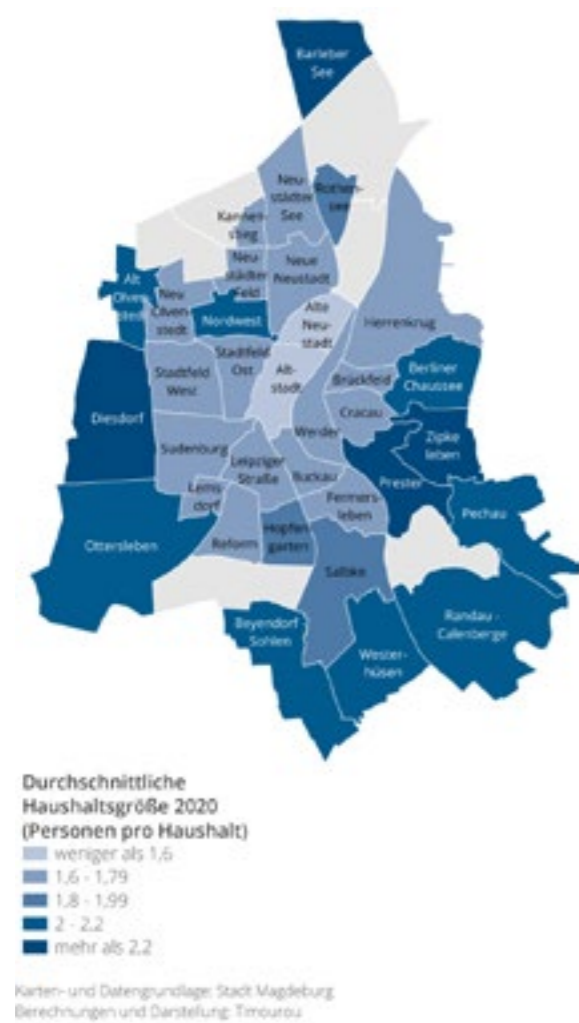 Barleber
See
Neu-
städter
See
Rothen-
see
Kannen-
stieg
Neu-
städter
Feld
Neue
Neustadt
Alt
Olven-
stedt
Neu
Olven-
stedt
Nordwest
Alte
Neu-
stadt
Herrenkrug
Stadtfeld
West
Stadtfeld
Ost
Alt-
stadt
Brückfeld
Berliner
Chaussee
Diesdorf
Cracau
Werder
Zipke
leben
Sudenburg
Leipziger
Straße
Buckau
Prester
Lems-
dorf
Fermers-
leben
Pechau
Ottersleben
Reform
Hopfen
garten
Salbke
Randau -
Calenberge
Beyendorf
Sohlen
Wester-
hüsen
Durchschnittliche
Haushaltsgröße 2020
(Personen pro Haushalt)
weniger als 1,6
1,6 - 1,79
1,8 - 1,99
2 - 2,2
mehr als 2,2
Karten- und Datengrundlage: Stadt Magdeburg
Berechnungen und Darstellung: Timourou